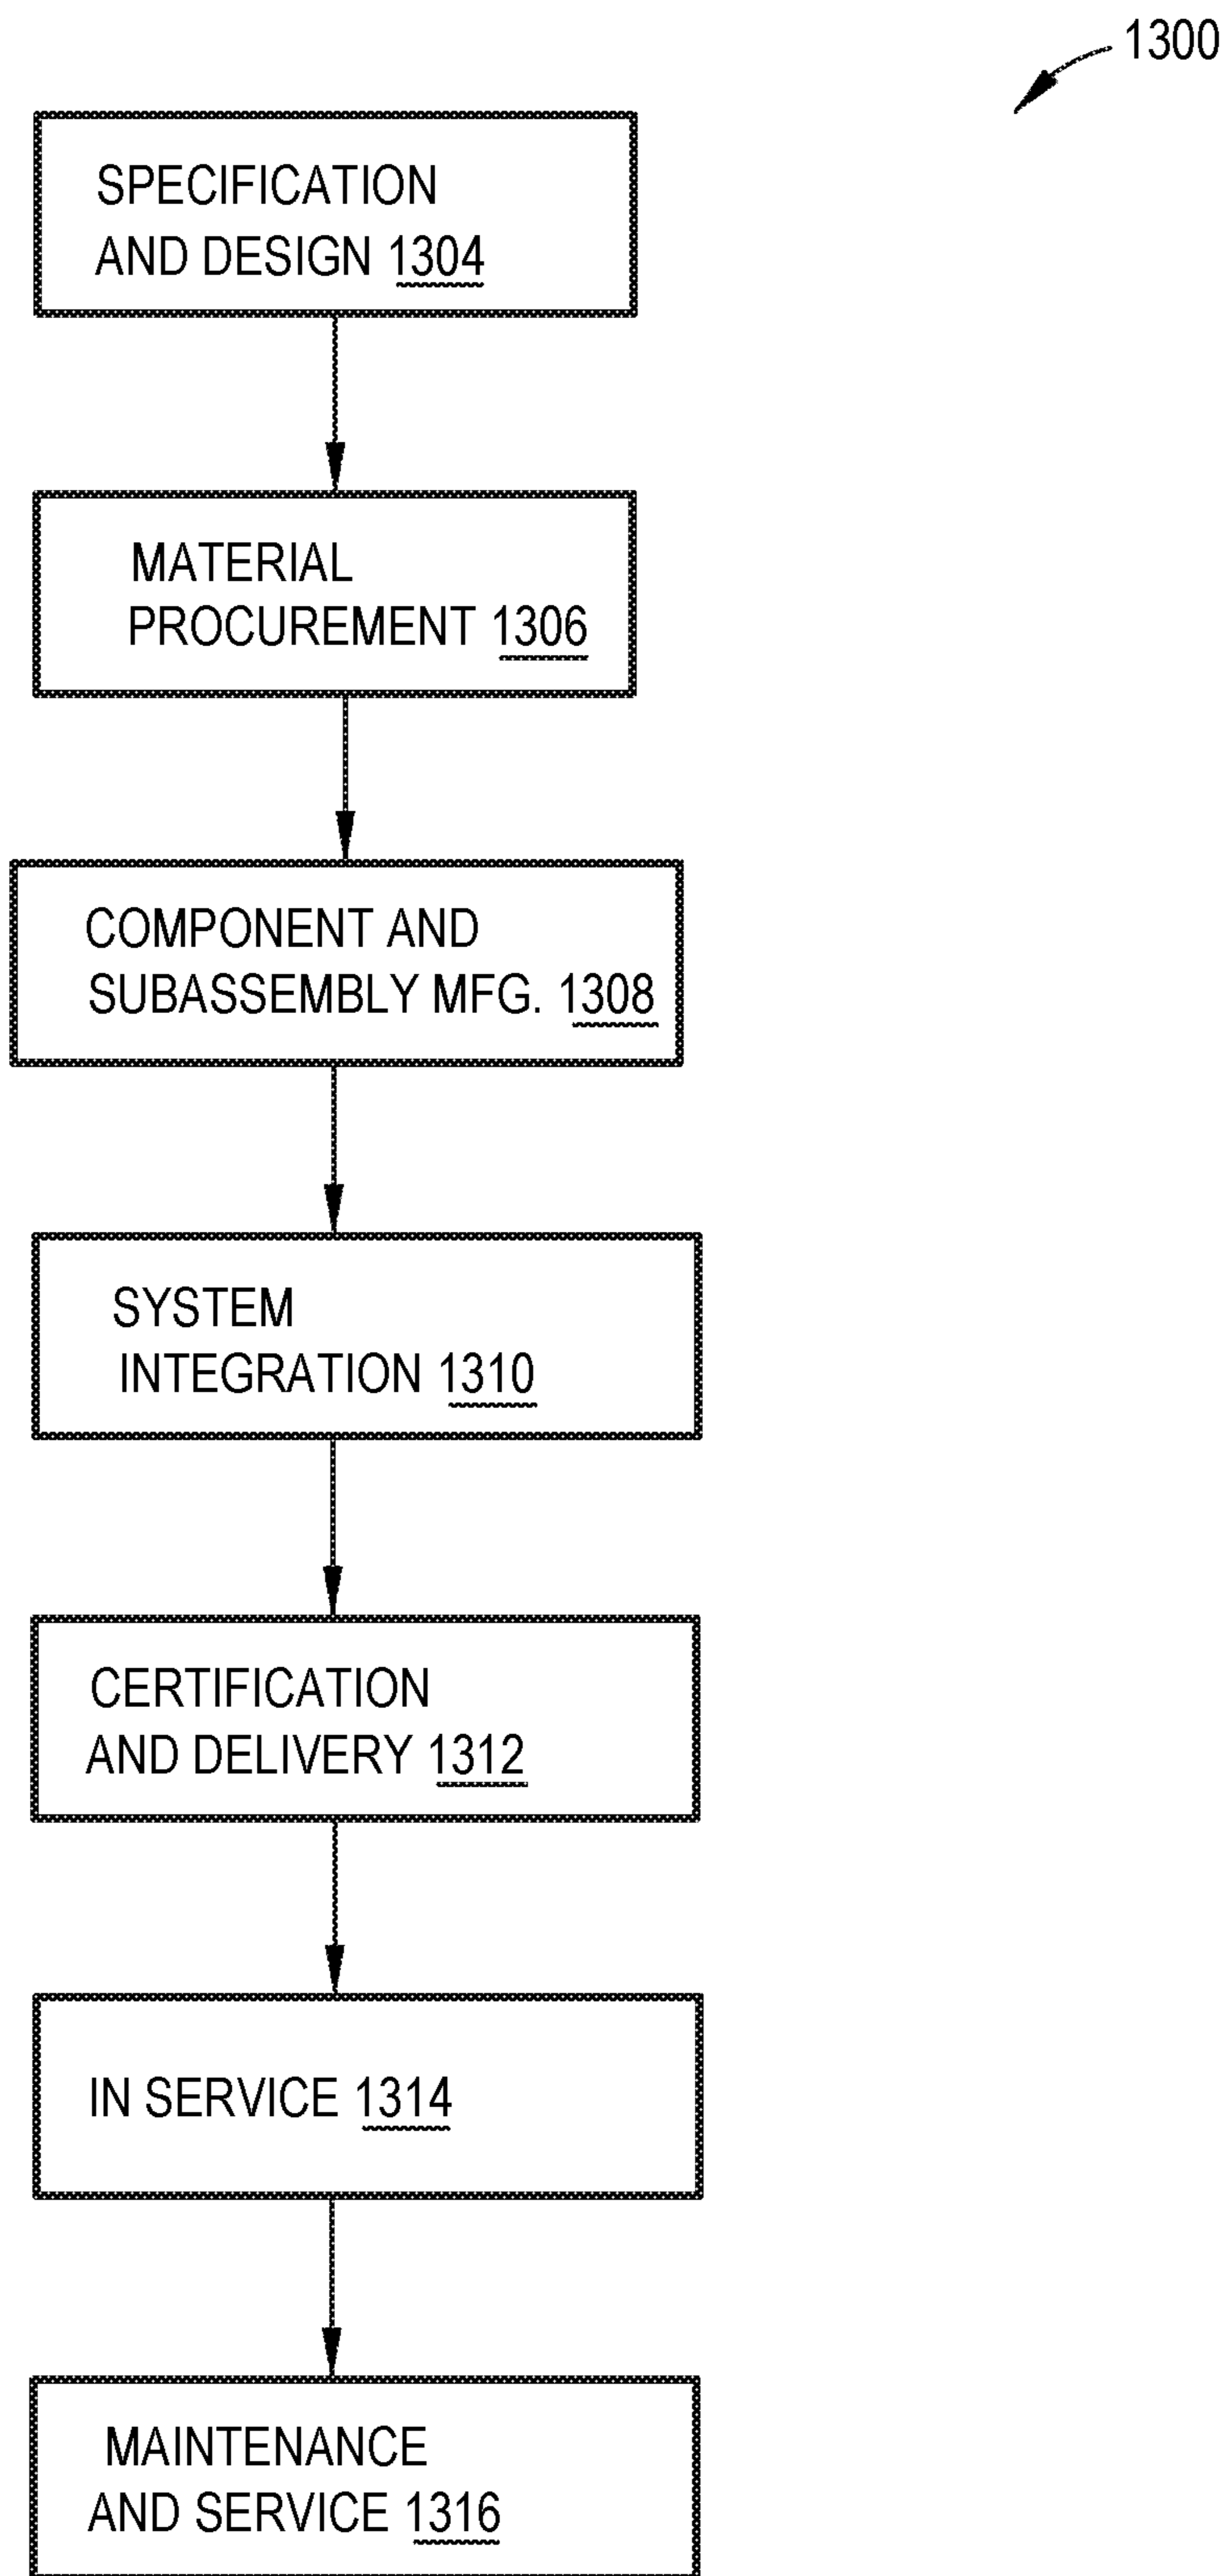 1300
SPECIFICATION
AND DESIGN 1304
MATERIAL
PROCUREMENT 1306
COMPONENT AND
SUBASSEMBLY MFG. 1308
SYSTEM
INTEGRATION 1310
CERTIFICATION
AND DELIVERY 1312
IN SERVICE 1314
MAINTENANCE
AND SERVICE 1316